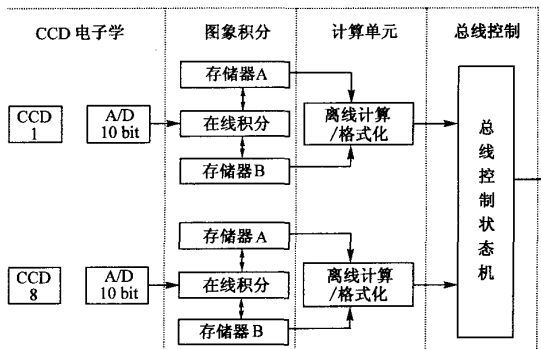 CCD 电子学
图象积分
计算单元
总线控制
存储器A
CCD
1
A/D
10 bit
在线积分
离线计算
/格式化
存储器B
总线控制状态机
存储器A
CCD
8
A/D
10 bit
在线积分
离线计算
/格式化
存储器B